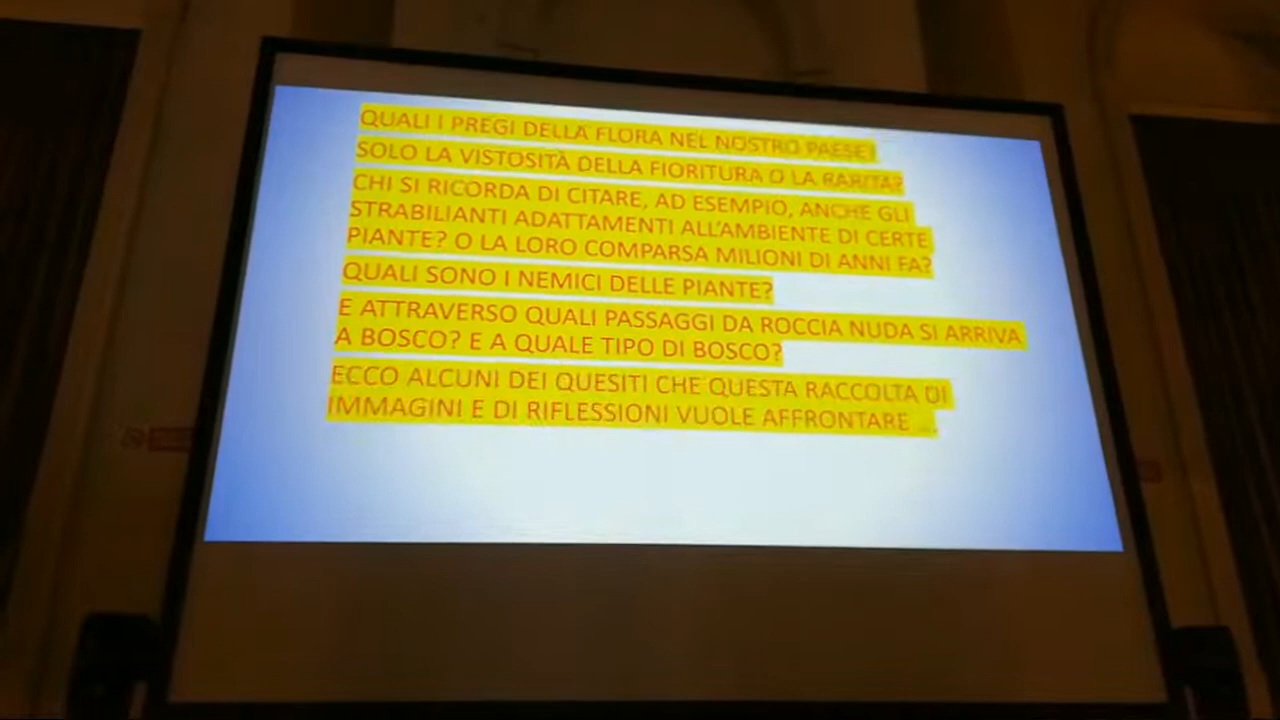 QUALI I PREGI DELLA FLORA NEL NOSTRO PAESE?
SOLO LA VISTOSITÀ DELLA FIORITURA O LA RARITA?
CHI SI RICORDA DI CITARE, AD ESEMPIO, ANCHE GLI
STRABILIANTI ADATTAMENTI ALL'AMBIENTE DI CERTE
PIANTE? O LA LORO COMPARSA MILIONI DI ANNI FA?
QUALI SONO I NEMICI DELLE PIANTE?
E ATTRAVERSO QUALI PASSAGGI DA ROCCIA NUDA SI ARRIVA
A BOSCO? E A QUALE TIPO DI BOSCO?
ECCO ALCUNI DEI QUESITI CHE QUESTA RACCOLTA DI
IMMAGINI E DI RIFLESSIONI VUOLE AFFRONTARE ...